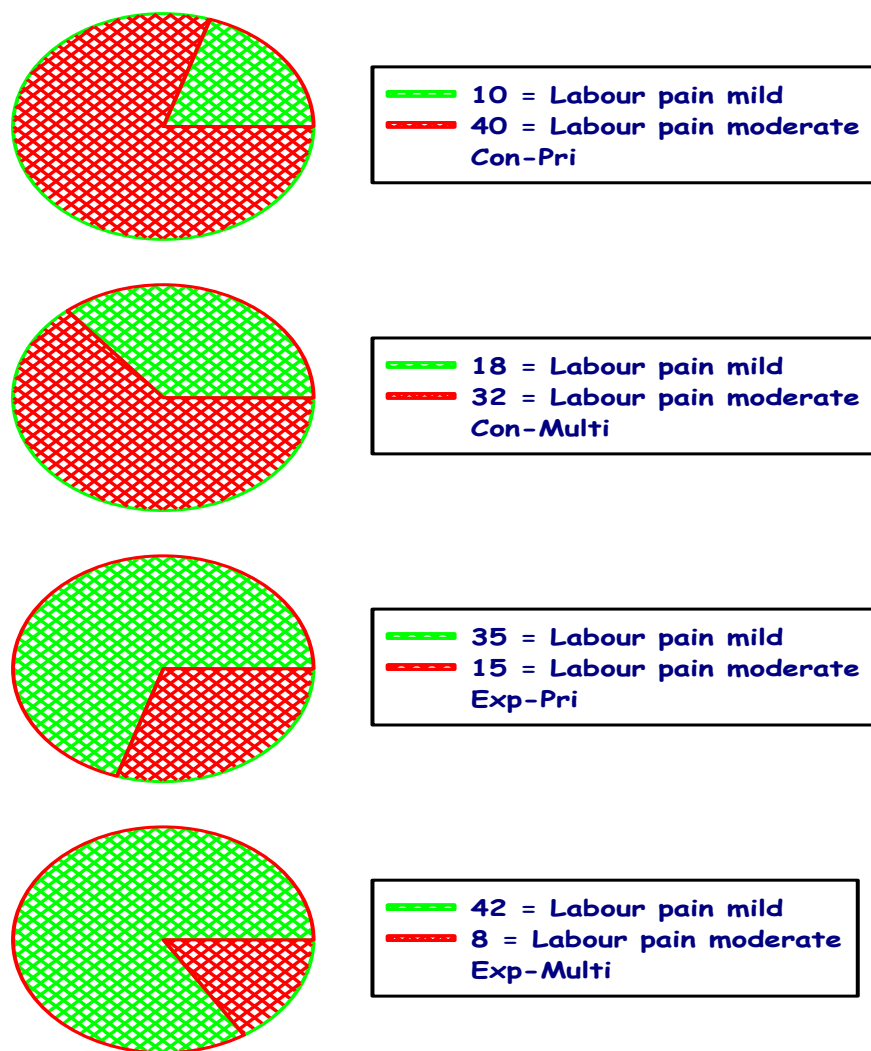 10 = Labour pain mild
40 = Labour pain moderate
Con-Pri
18 = Labour pain mild
32 = Labour pain moderate
Con-Multi
35 = Labour pain mild
15 = Labour pain moderate
Exp-Pri
42 = Labour pain mild
8 = Labour pain moderate
Exp-Multi